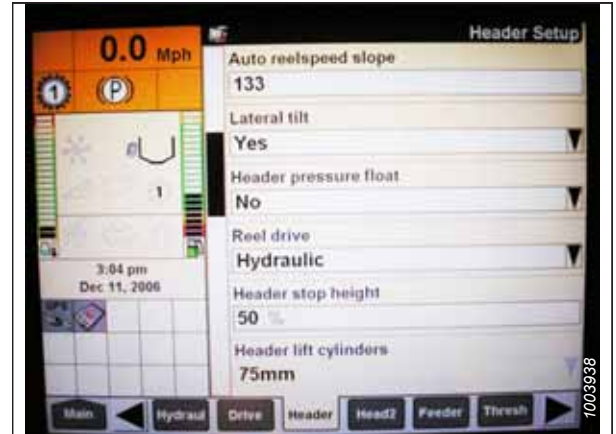 Header Setup
0.0 Mph
Auto reelspeed slope
133
1
(P)
Lateral tilt
Yes
Header pressure float
No
1
Reel drive
Hydraulic
3:04 pm
Dec 11, 2006
Header stop height
50 %
Header lift cylinders
75mm
Main
Hydraul
Drive
Header
Head2
Feeder
Thresh
1003938